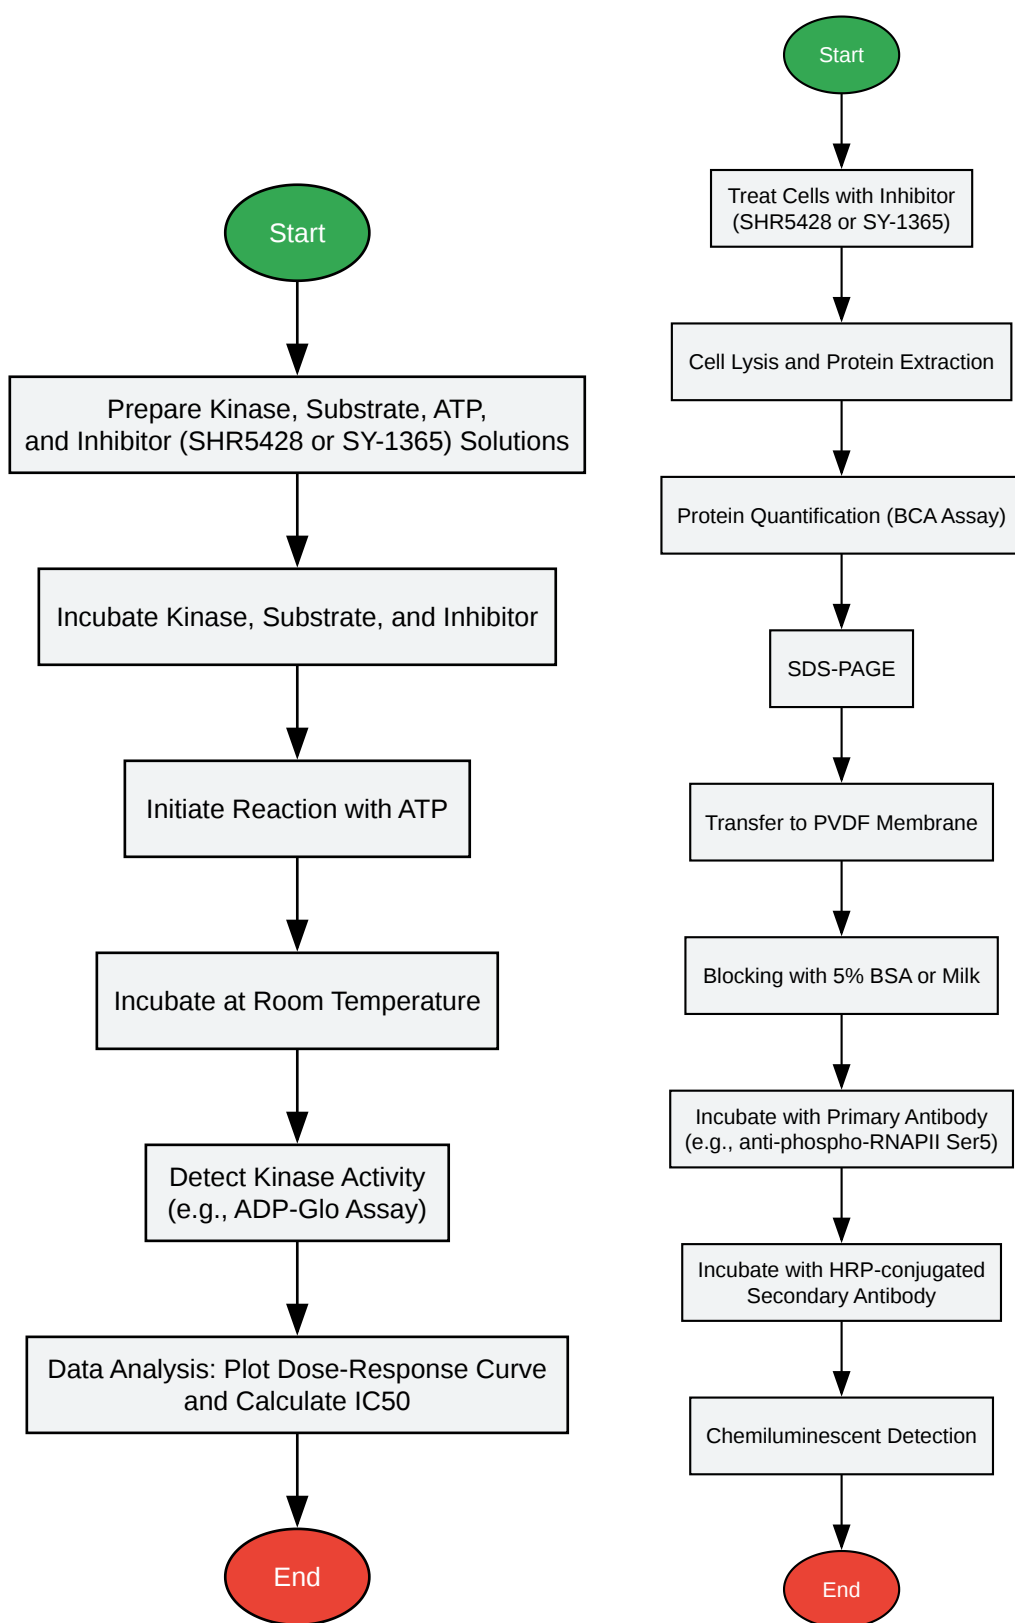 Start
Prepare Kinase, Substrate, ATP,
and Inhibitor (SHR5428 or SY-1365) Solutions
Incubate Kinase, Substrate, and Inhibitor
Initiate Reaction with ATP
Incubate at Room Temperature
Detect Kinase Activity
(e.g., ADP-Glo Assay)
Data Analysis: Plot Dose-Response Curve
and Calculate IC50
End
Start
Treat Cells with Inhibitor
(SHR5428 or SY-1365)
Cell Lysis and Protein Extraction
Protein Quantification (BCA Assay)
SDS-PAGE
Transfer to PVDF Membrane
Blocking with 5% BSA or Milk
Incubate with Primary Antibody
(e.g., anti-phospho-RNAPII Ser5)
Incubate with HRP-conjugated
Secondary Antibody
Chemiluminescent Detection
End